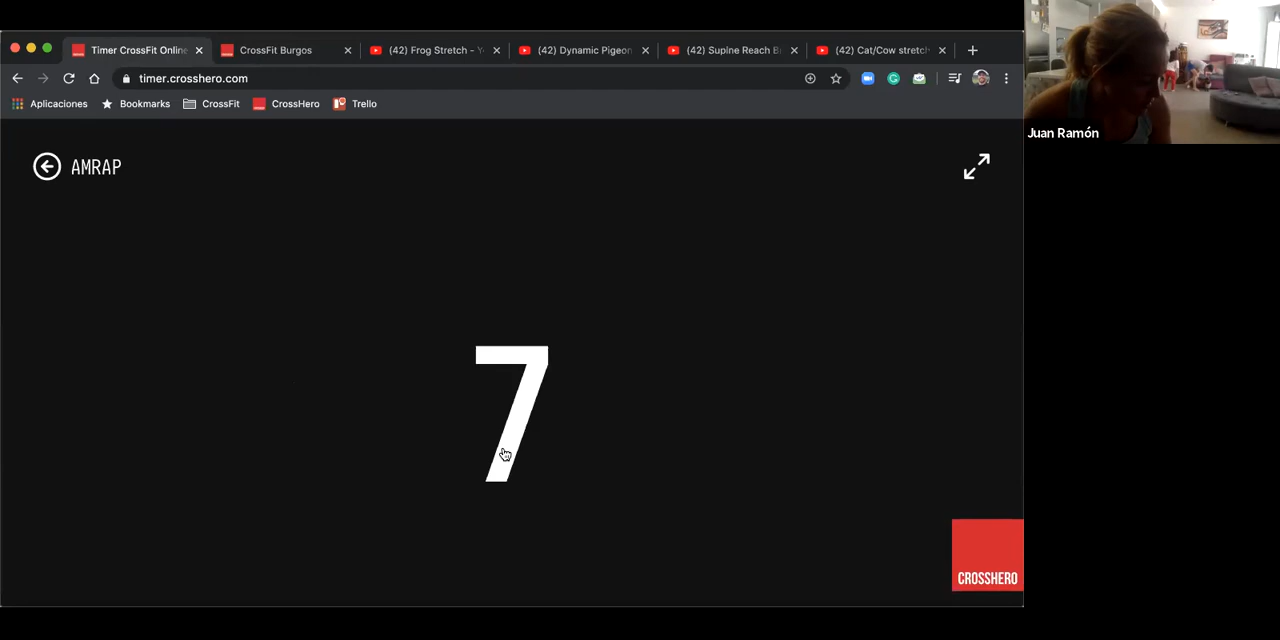 Timer CrossFit Online
CrossFit Burgos
(42) Frog Stretch -
(42) Dynamic Pigeon
(42) Supine Reach B
(42) Cat/Cow stretch
timer.crosshero.com
Aplicaciones
Bookmarks
CrossFit
CrossHero
Trello
Juan Ramón
AMRAP
7
CROSSHERO